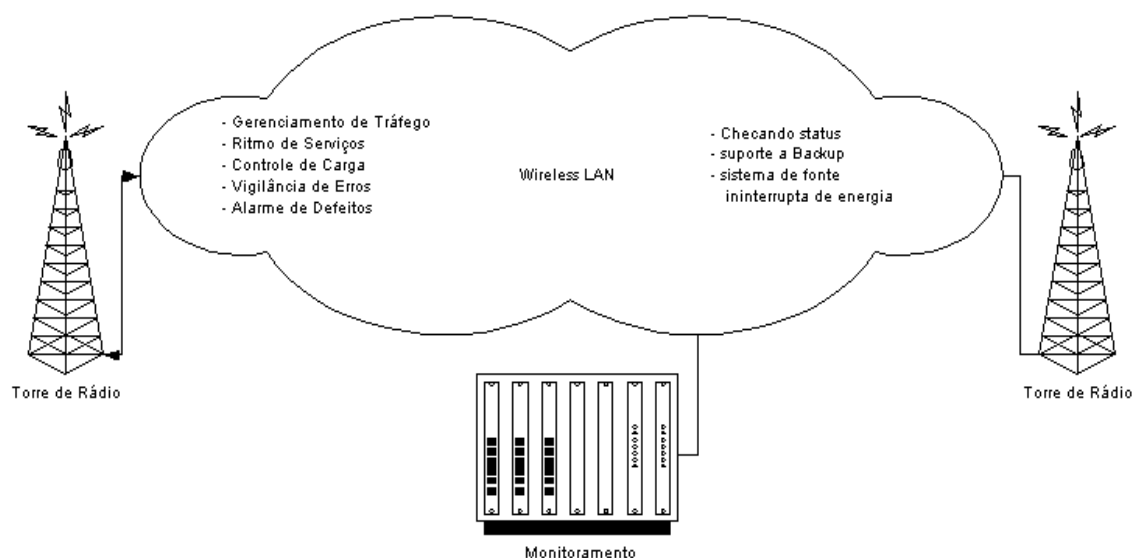 - Gerenciamento de Tráfego
- Ritmo de Serviços
- Controle de Carga
- Vigilância de Erros
- Alarme de Defeitos
Wireless LAN
- Checando status
- suporte a Backup
- sistema de fonte
ininterrupta de energia
Torre de Rádio
Torre de Rádio
Monitoramento